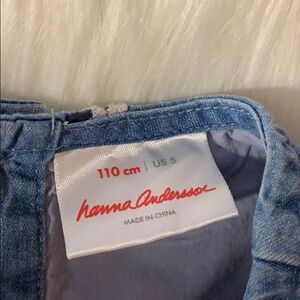 110 cm | US 5
hanna andersson
MADE IN CHINA